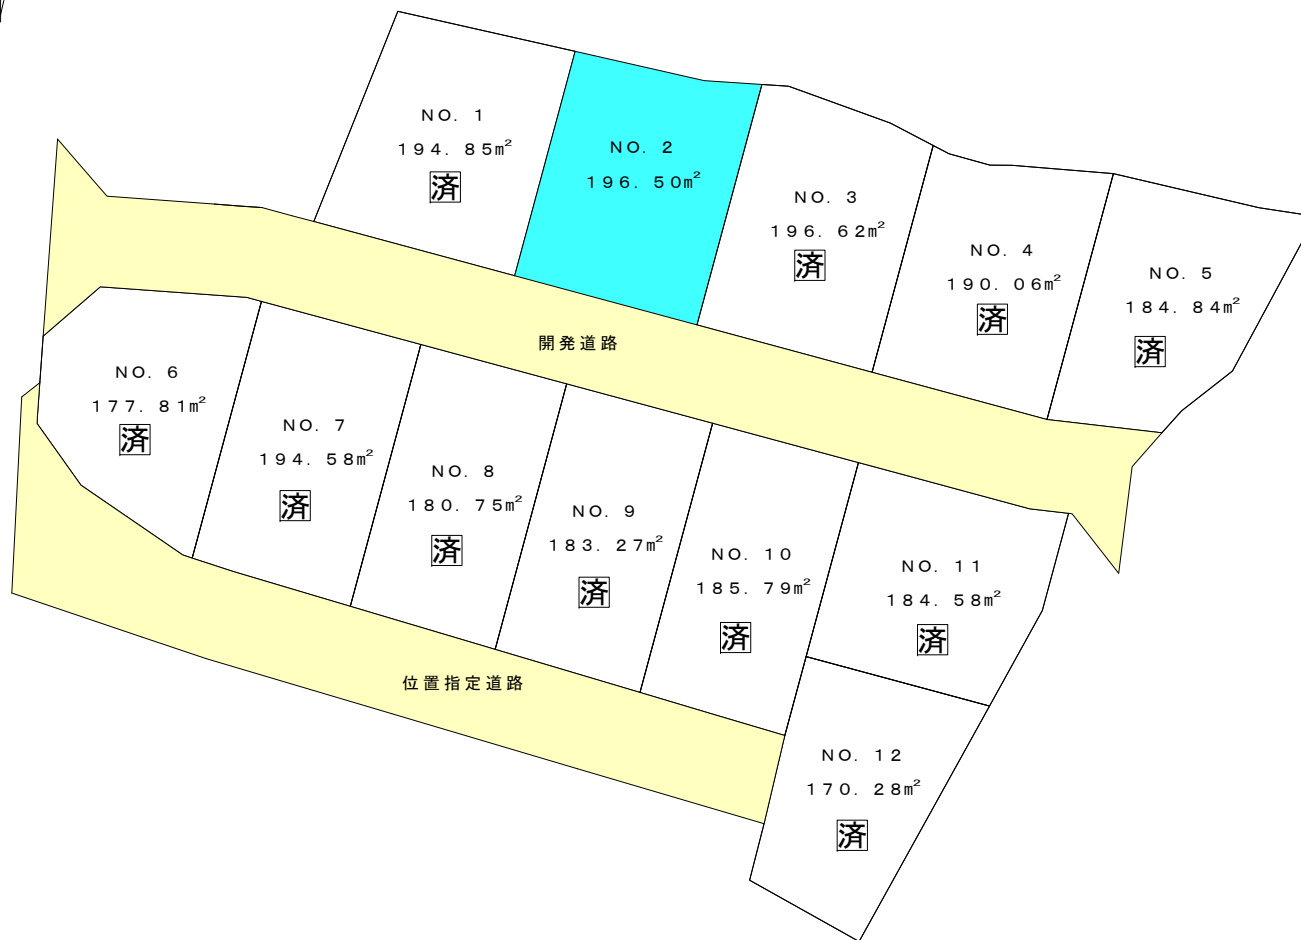 NO. 1
194. 85㎡
済
NO. 2
196. 50㎡
NO. 3
196. 62㎡
済
NO. 4
190. 06㎡
済
NO. 5
184. 84㎡
済
開発道路
NO. 6
177. 81㎡
済
NO. 7
194. 58㎡
済
NO. 8
180. 75㎡
済
NO. 9
183. 27㎡
済
NO. 10
185. 79㎡
済
NO. 11
184. 58㎡
済
位置指定道路
NO. 12
170. 28㎡
済